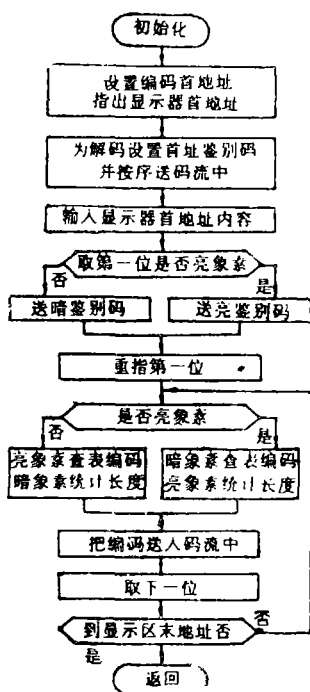 初始化
设置编码首地址
指出显示器首地址
为解码设置首址鉴别码
并按序送码流中
输入显示器首地址内容
取第一位是否亮象素
否
是
送暗鉴别码
送亮鉴别码
重指第一位
是否亮象素
否
是
亮象素查表编码
暗象素统计长度
暗象素查表编码
亮象素统计长度
把编码送入码流中
取下一位
到显示区末地址否
否
是
返回